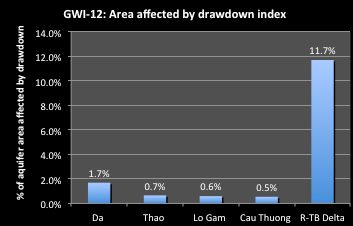 GWI-12: Area affected by drawdown index
% of aquifer area affected by drawdown
14.0%
12.0%
10.0%
8.0%
6.0%
4.0%
2.0%
0.0%
1.7%
0.7%
0.6%
0.5%
11.7%
Da
Thao
Lo Gam
Cau Thuong
R-TB Delta